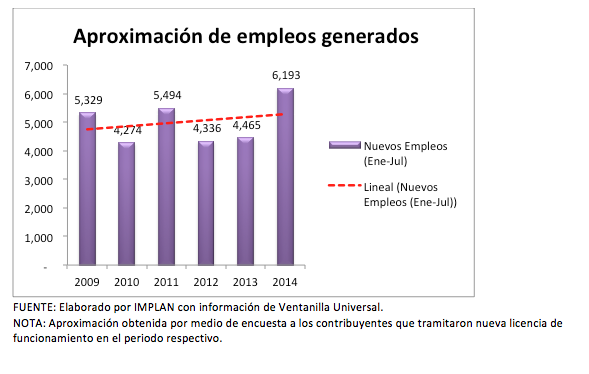 Aproximación de empleos generados
7,000
6,000
5,000
4,000
3,000
2,000
1,000
-
5,329
4,274
5,494
4,336
4,465
6,193
2009 2010 2011 2012 2013 2014
Nuevos Empleos
(Ene-Jul)
Lineal (Nuevos
Empleos (Ene-Jul))
FUENTE: Elaborado por IMPLAN con información de Ventanilla Universal.
NOTA: Aproximación obtenida por medio de encuesta a los contribuyentes que tramitaron nueva licencia de
funcionamiento en el periodo respectivo.